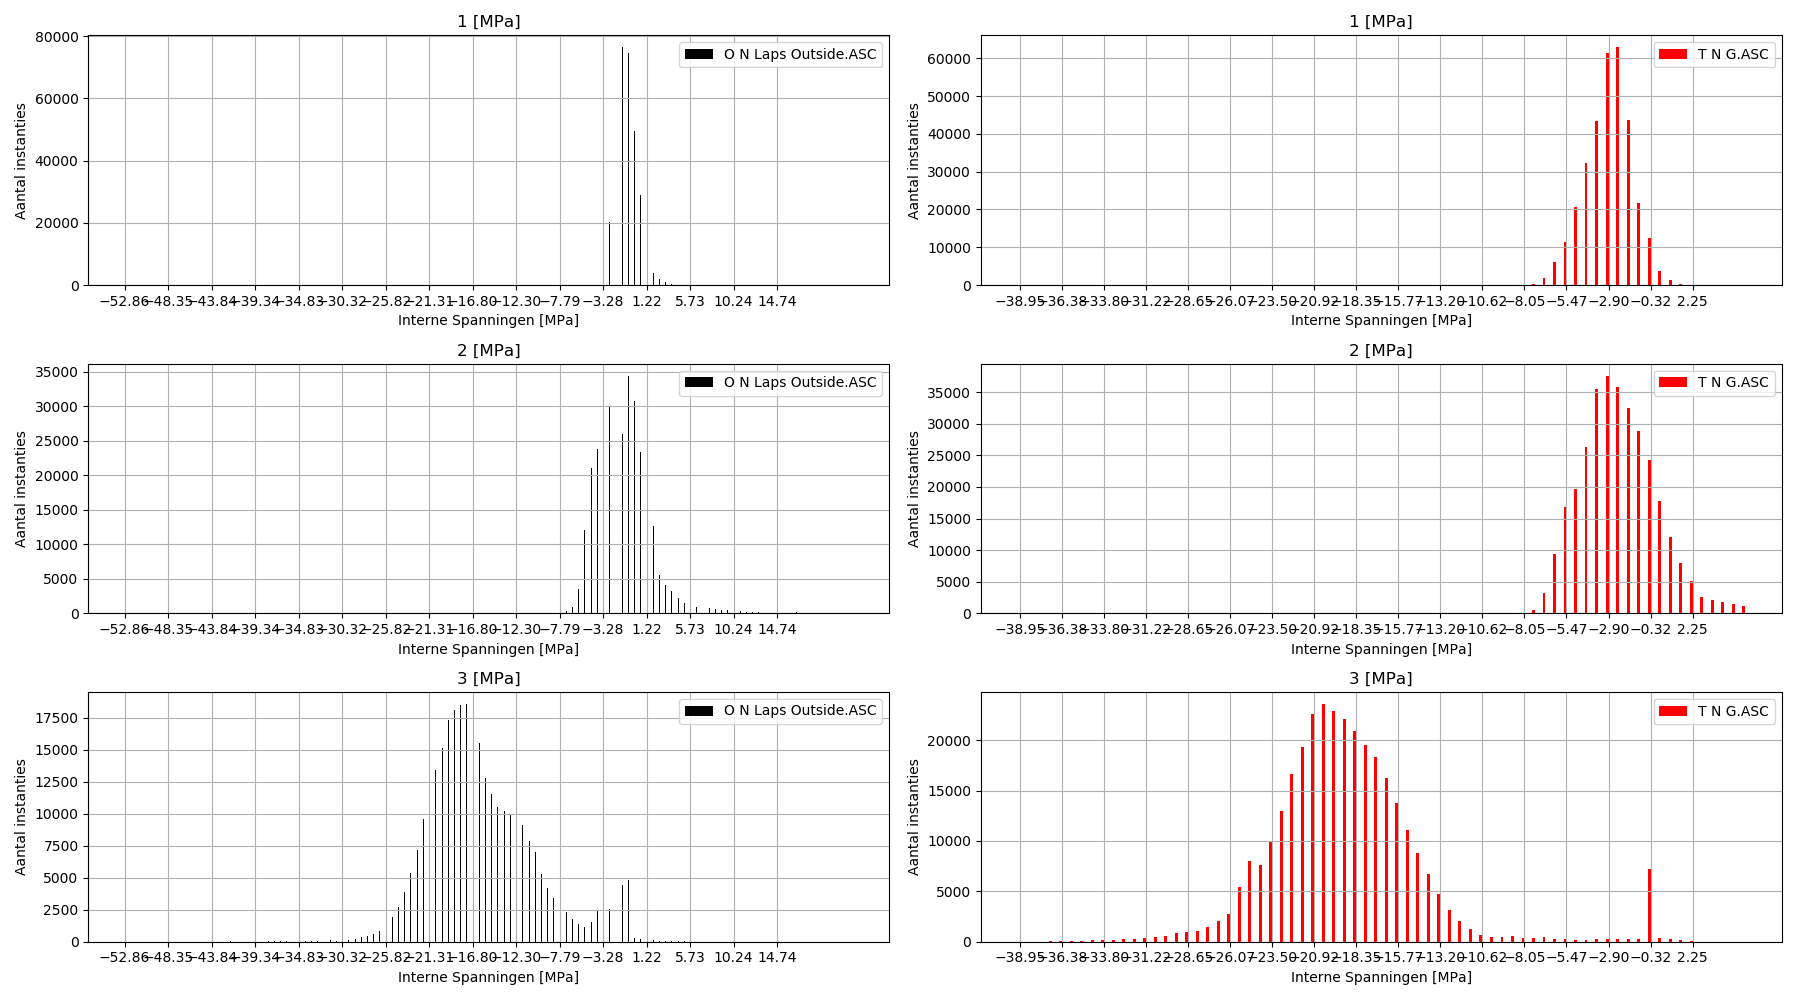 1 [MPa]
80000
60000
40000
20000
0
Aantal instanties
O N Laps Outside.ASC
−52.86 −48.35 −43.84 −39.34 −34.83 −30.32 −25.82 −21.31 −16.80 −12.30 −7.79 −3.28 1.22 5.73 10.24 14.74
Interne Spanningen [MPa]
1 [MPa]
60000
50000
40000
30000
20000
10000
0
Aantal instanties
T N G.ASC
−38.95 −36.38 −33.80 −31.22 −28.65 −26.07 −23.50 −20.92 −18.35 −15.77 −13.20 −10.62 −8.05 −5.47 −2.90 −0.32 2.25
Interne Spanningen [MPa]
2 [MPa]
35000
30000
25000
20000
15000
10000
5000
0
Aantal instanties
O N Laps Outside.ASC
−52.86 −48.35 −43.84 −39.34 −34.83 −30.32 −25.82 −21.31 −16.80 −12.30 −7.79 −3.28 1.22 5.73 10.24 14.74
Interne Spanningen [MPa]
2 [MPa]
35000
30000
25000
20000
15000
10000
5000
0
Aantal instanties
T N G.ASC
−38.95 −36.38 −33.80 −31.22 −28.65 −26.07 −23.50 −20.92 −18.35 −15.77 −13.20 −10.62 −8.05 −5.47 −2.90 −0.32 2.25
Interne Spanningen [MPa]
3 [MPa]
17500
15000
12500
10000
7500
5000
2500
0
Aantal instanties
O N Laps Outside.ASC
−52.86 −48.35 −43.84 −39.34 −34.83 −30.32 −25.82 −21.31 −16.80 −12.30 −7.79 −3.28 1.22 5.73 10.24 14.74
Interne Spanningen [MPa]
3 [MPa]
20000
15000
10000
5000
0
Aantal instanties
T N G.ASC
−38.95 −36.38 −33.80 −31.22 −28.65 −26.07 −23.50 −20.92 −18.35 −15.77 −13.20 −10.62 −8.05 −5.47 −2.90 −0.32 2.25
Interne Spanningen [MPa]